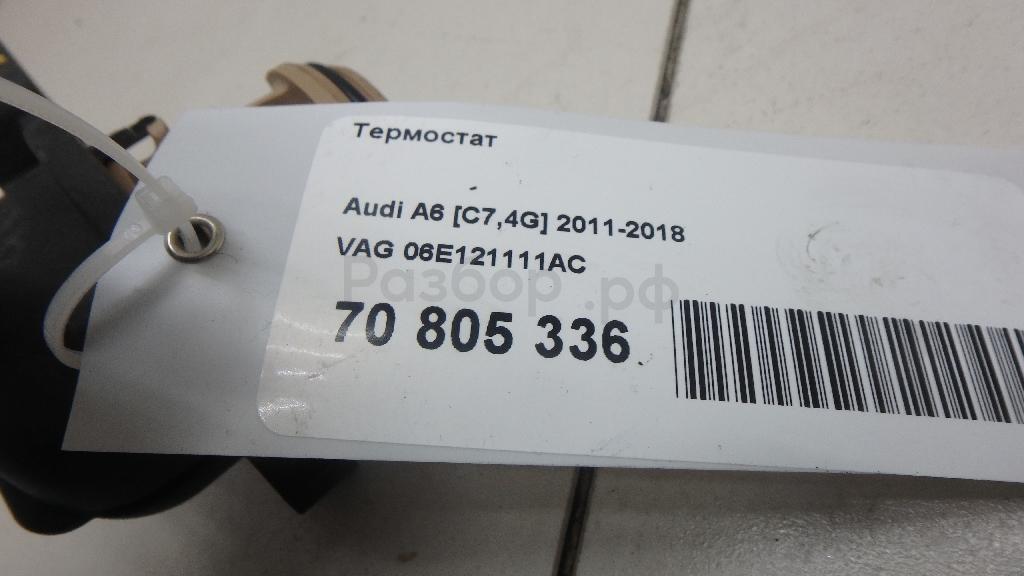 Термостат
Audi A6 [C7,4G] 2011-2018
VAG 06E121111AC
Разбор.рф
70 805 336